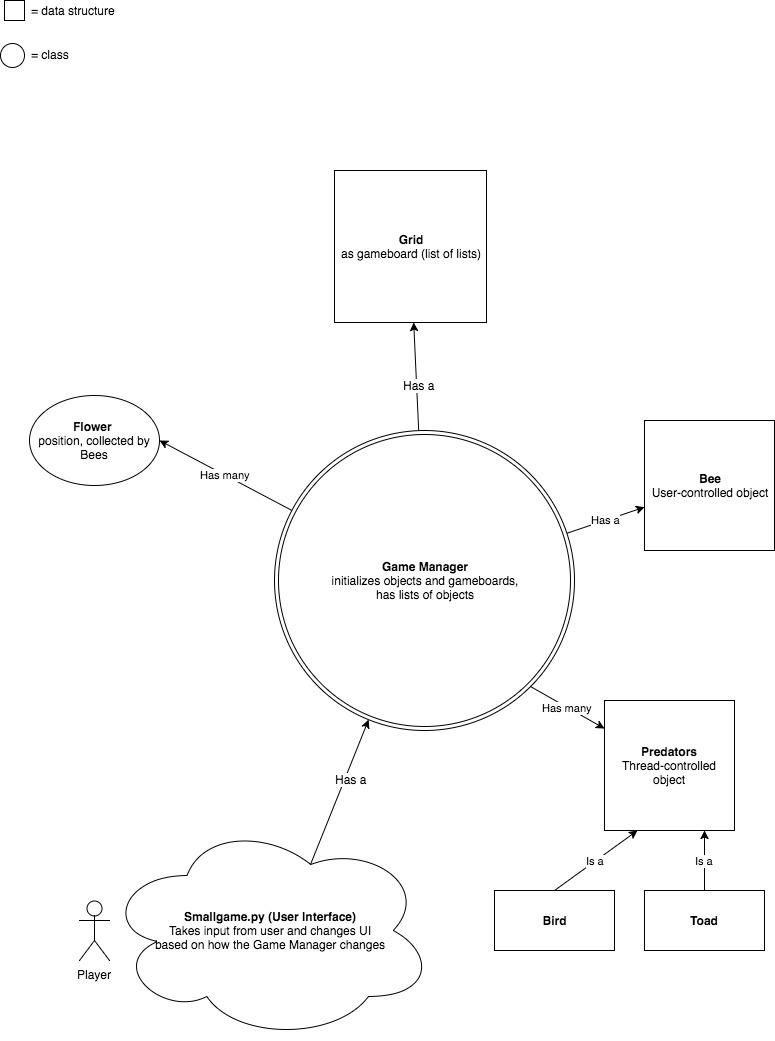 = data structure
= class
Grid
as gameboard (list of lists)
Has a
Flower
position, collected by
Bees
Has many
Bee
User-controlled object
Has a
Game Manager
initializes objects and gameboards,
has lists of objects
Has many
Predators
Thread-controlled
object
Has a
Is a
Is a
Smallgame.py (User Interface)
Takes input from user and changes UI
based on how the Game Manager changes
Bird
Toad
Player